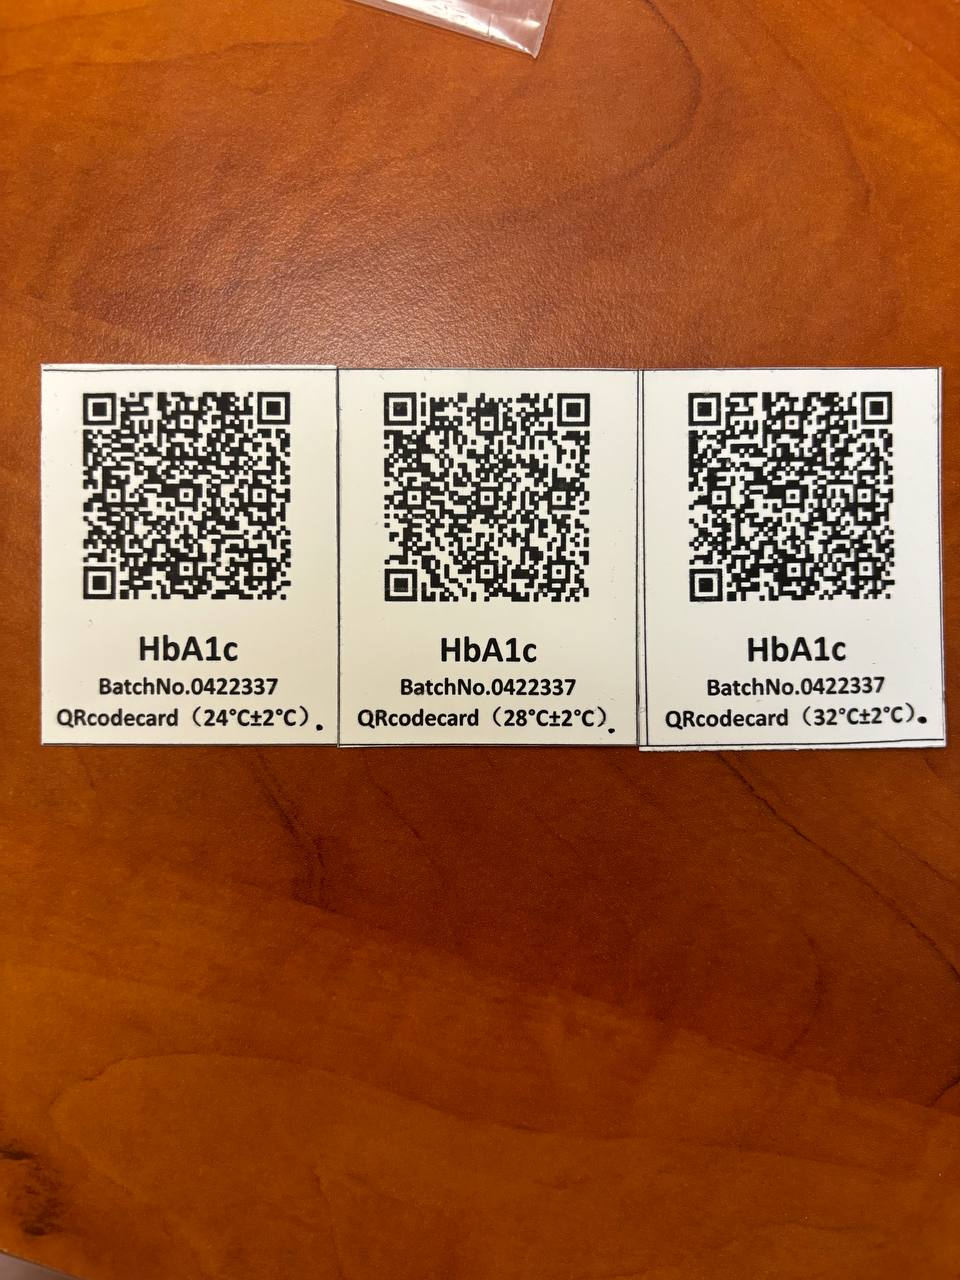 HbA1c
BatchNo.0422337
QRcodecard（24°C±2°C）.
HbA1c
BatchNo.0422337
QRcodecard（28°C±2°C）.
HbA1c
BatchNo.0422337
QRcodecard（32°C±2°C）.